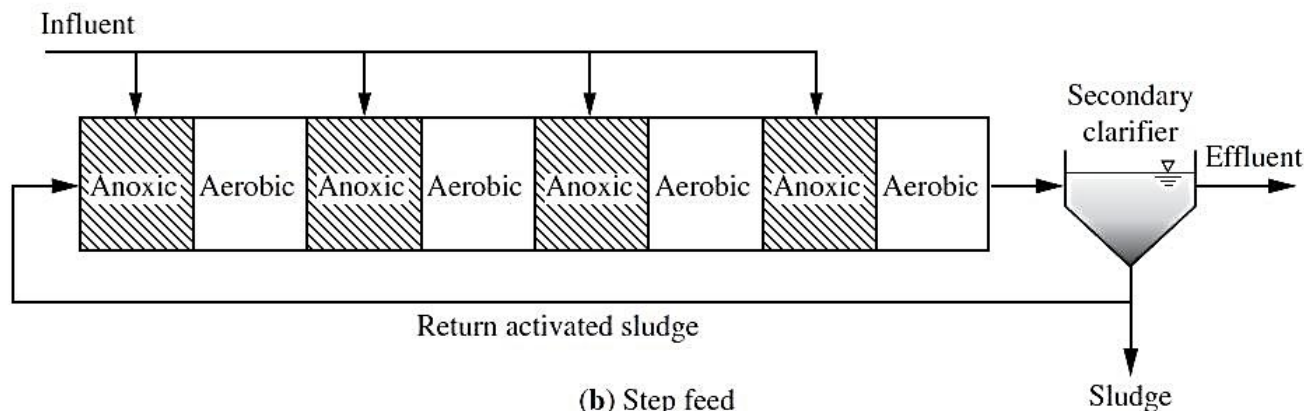 Influent
Secondary
clarifier
Effluent
Anoxic Aerobic Anoxic Aerobic Anoxic Aerobic Anoxic Aerobic
Return activated sludge
(b) Step feed
Sludge